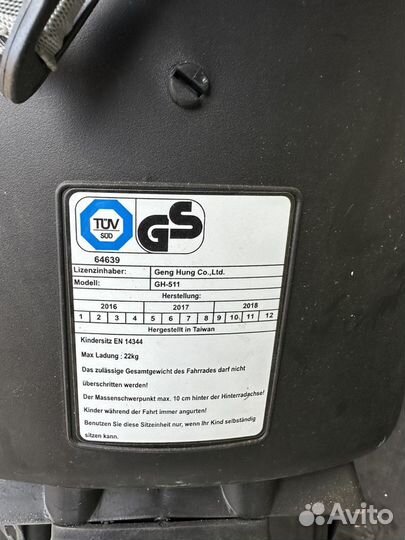 TÜV
SÜD
GS
64639
Lizenzinhaber: Geng Hung Co.,Ltd.
Modell: GH-511
Herstellung:
2016 2017 2018
1 2 3 4 5 6 7 8 9 10 11 12
Hergestellt in Taiwan
Kindersitz EN 14344
Max Ladung : 22kg
Das zulässige Gesamtgewicht des Fahrrades darf nicht
überschritten werden!
Der Massenschwerpunkt max. 10 cm hinter der Hinterradachse!
Kinder während der Fahrt immer angurten!
Benutzen Sie diese Sitzeinheit nur, wenn Ihr Kind selbständig
sitzen kann.
Avito